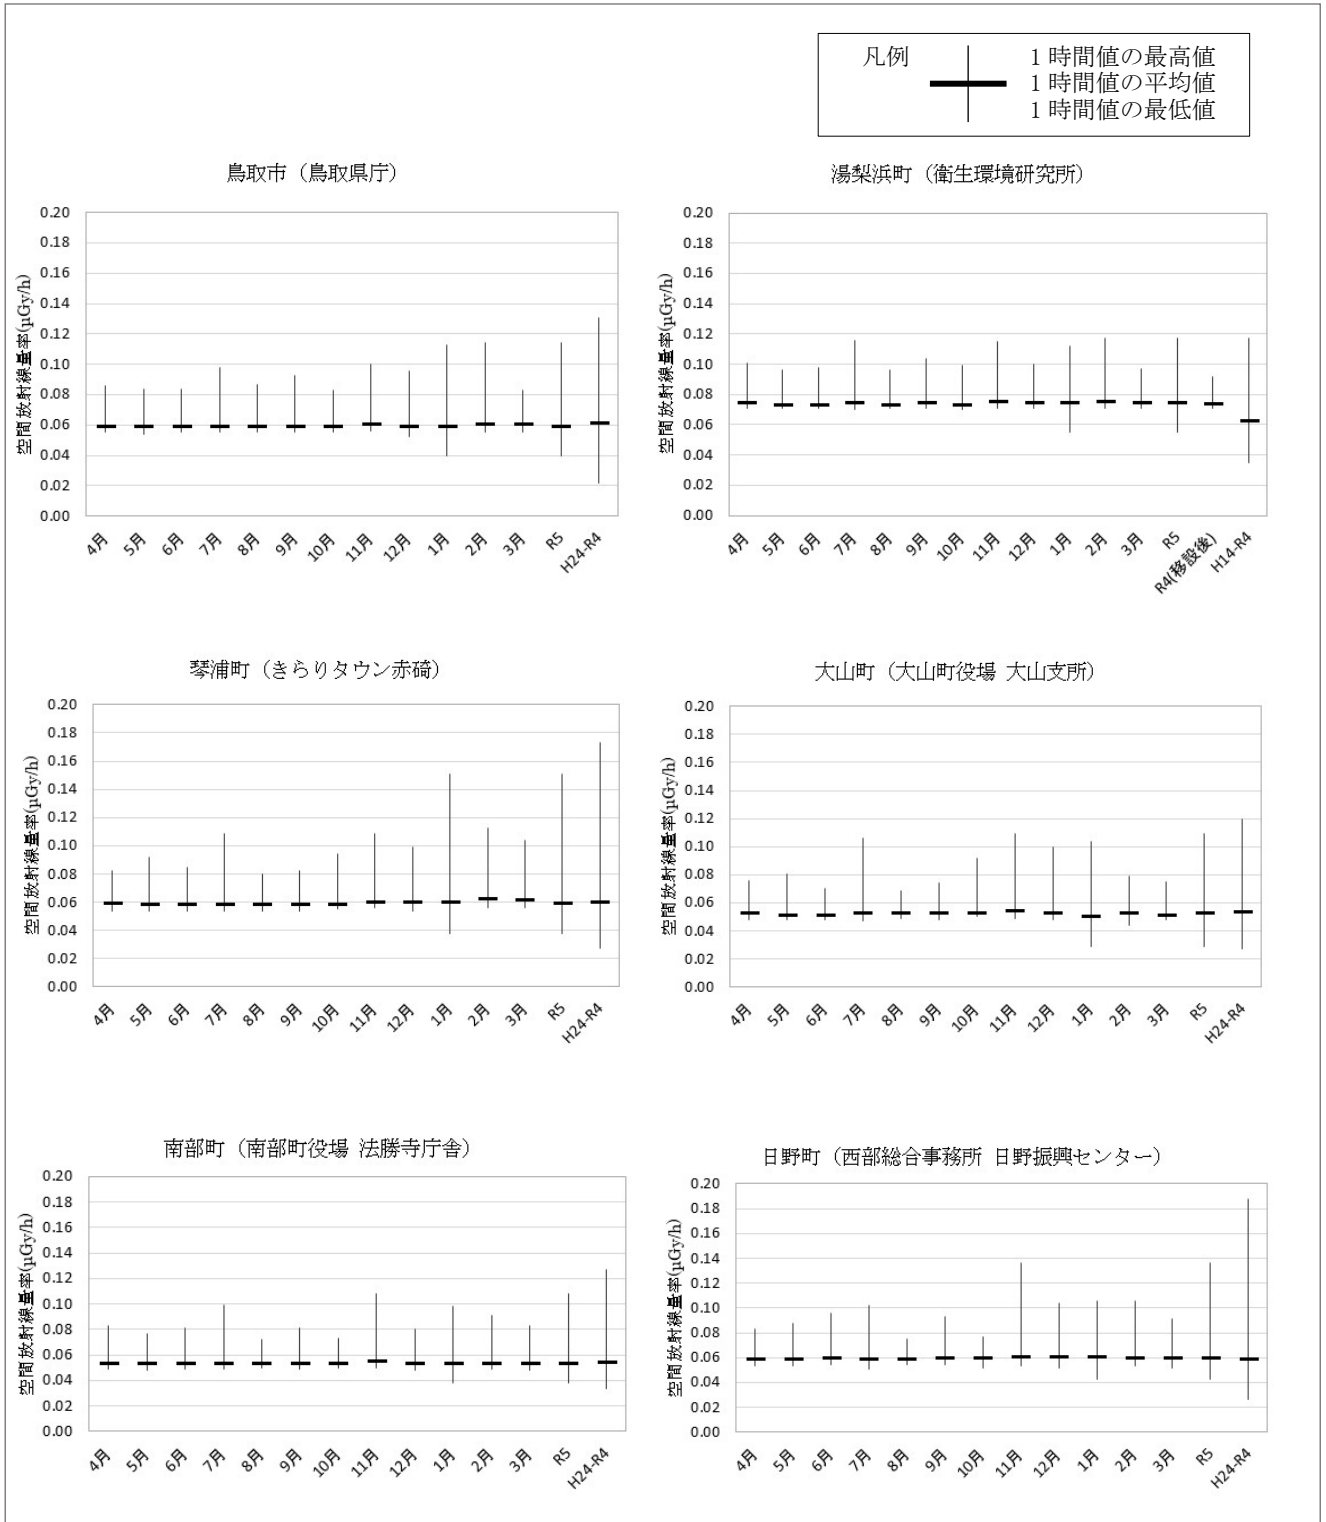 凡例
1時間値の最高値
1時間値の平均値
1時間値の最低値
鳥取市（鳥取県庁）
空間放射線量率(μGy/h)
0.20
0.18
0.16
0.14
0.12
0.10
0.08
0.06
0.04
0.02
0.00
4月
5月
6月
7月
8月
9月
10月
11月
12月
1月
2月
3月
R5
H24-R4
湯梨浜町（衛生環境研究所）
空間放射線量率(μGy/h)
0.20
0.18
0.16
0.14
0.12
0.10
0.08
0.06
0.04
0.02
0.00
4月
5月
6月
7月
8月
9月
10月
11月
12月
1月
2月
3月
R5
R4(移設後)
H14-R4
琴浦町（きらりタウン赤碕）
空間放射線量率(μGy/h)
0.20
0.18
0.16
0.14
0.12
0.10
0.08
0.06
0.04
0.02
0.00
4月
5月
6月
7月
8月
9月
10月
11月
12月
1月
2月
3月
R5
H24-R4
大山町（大山町役場 大山支所）
空間放射線量率(μGy/h)
0.20
0.18
0.16
0.14
0.12
0.10
0.08
0.06
0.04
0.02
0.00
4月
5月
6月
7月
8月
9月
10月
11月
12月
1月
2月
3月
R5
H24-R4
南部町（南部町役場 法勝寺庁舎）
空間放射線量率(μGy/h)
0.20
0.18
0.16
0.14
0.12
0.10
0.08
0.06
0.04
0.02
0.00
4月
5月
6月
7月
8月
9月
10月
11月
12月
1月
2月
3月
R5
H24-R4
日野町（西部総合事務所 日野振興センター）
空間放射線量率(μGy/h)
0.20
0.18
0.16
0.14
0.12
0.10
0.08
0.06
0.04
0.02
0.00
4月
5月
6月
7月
8月
9月
10月
11月
12月
1月
2月
3月
R5
H24-R4